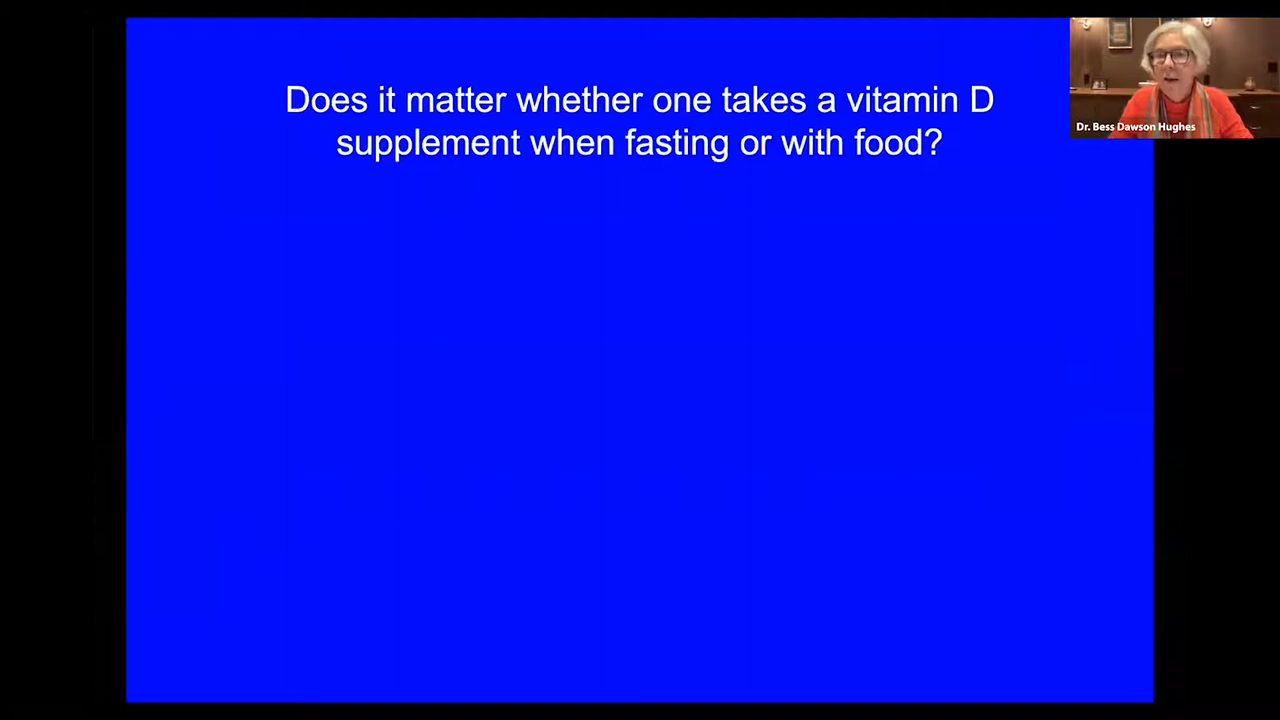 Does it matter whether one takes a vitamin D
supplement when fasting or with food?
Dr. Bess Dawson Hughes